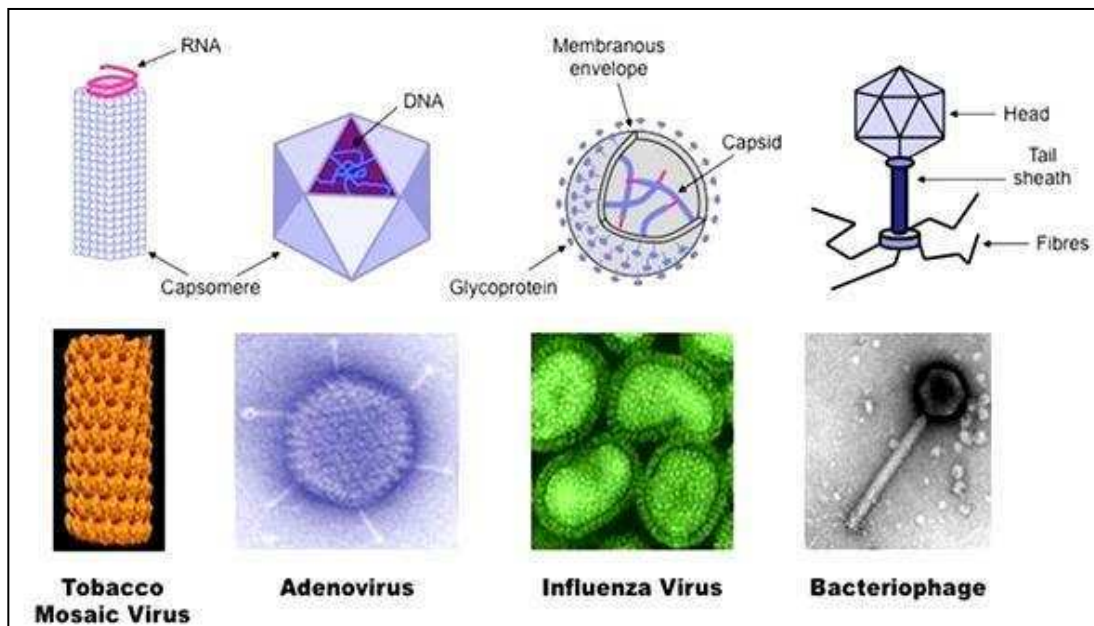 RNA
DNA
Capsomere
Membranous
envelope
Capsid
Glycoprotein
Head
Tail
sheath
Fibres
Tobacco
Mosaic Virus
Adenovirus
Influenza Virus
Bacteriophage